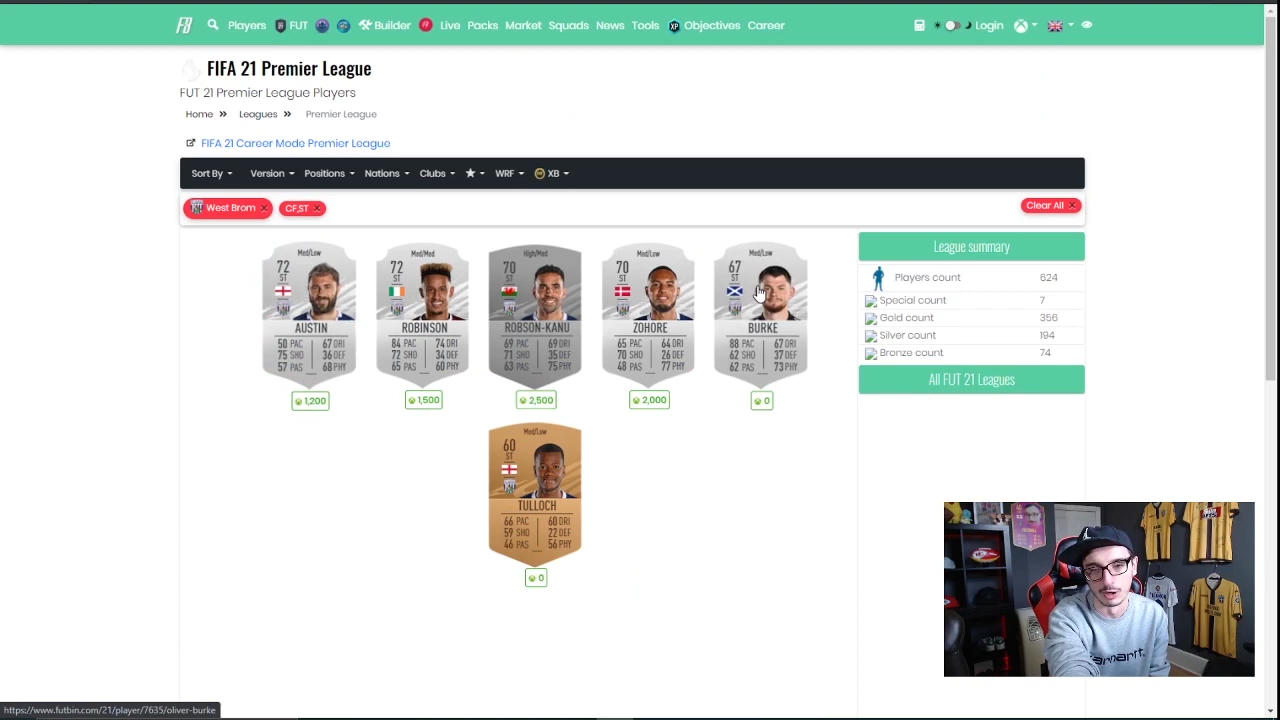 FB Players FUT Builder Live Packs Market Squads News Tools XP Objectives Career Login
FIFA 21 Premier League
FUT 21 Premier League Players
Home » Leagues » Premier League
FIFA 21 Career Mode Premier League
Sort By Version Positions Nations Clubs WRF XB
West Brom × CF,ST × Clear All ×
Med/Low
72
ST
AUSTIN
50 PAC 67 DRI
75 SHO 36 DEF
57 PAS 68 PHY
1,200
Med/Med
72
ST
ROBINSON
84 PAC 74 DRI
72 SHO 34 DEF
65 PAS 60 PHY
1,500
High/Med
70
ST
ROBSON-KANU
69 PAC 69 DRI
71 SHO 35 DEF
63 PAS 75 PHY
2,500
Med/Low
70
ST
ZOHORE
65 PAC 64 DRI
70 SHO 26 DEF
48 PAS 77 PHY
2,000
Med/Low
67
ST
BURKE
88 PAC 67 DRI
62 SHO 37 DEF
62 PAS 73 PHY
0
Med/Low
60
ST
TULLOCH
66 PAC 60 DRI
59 SHO 22 DEF
46 PAS 56 PHY
0
League summary
Players count 624
Special count 7
Gold count 356
Silver count 194
Bronze count 74
All FUT 21 Leagues
carhartt
https://www.futbin.com/21/player/7635/oliver-burke